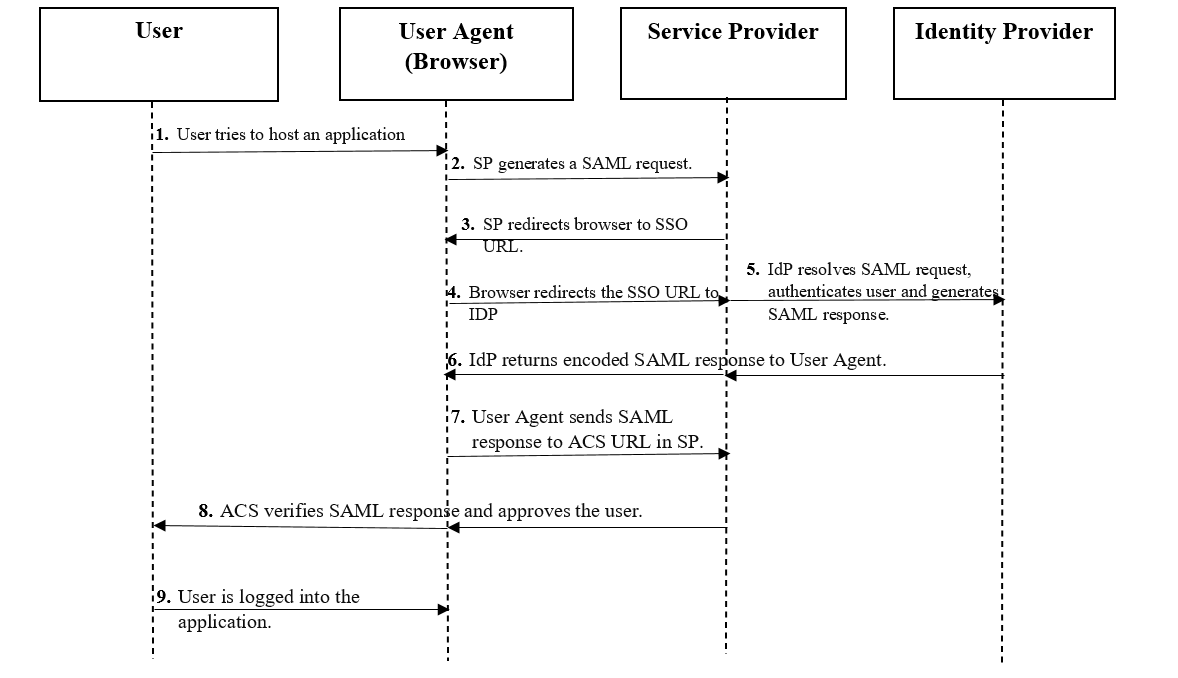 User
User Agent
(Browser)
Service Provider
Identity Provider
1. User tries to host an application
2. SP generates a SAML request.
3. SP redirects browser to SSO
URL.
4. Browser redirects the SSO URL to
IDP
5. IdP resolves SAML request,
authenticates user and generates
SAML response.
6. IdP returns encoded SAML response to User Agent.
7. User Agent sends SAML
response to ACS URL in SP.
8. ACS verifies SAML response and approves the user.
9. User is logged into the
application.